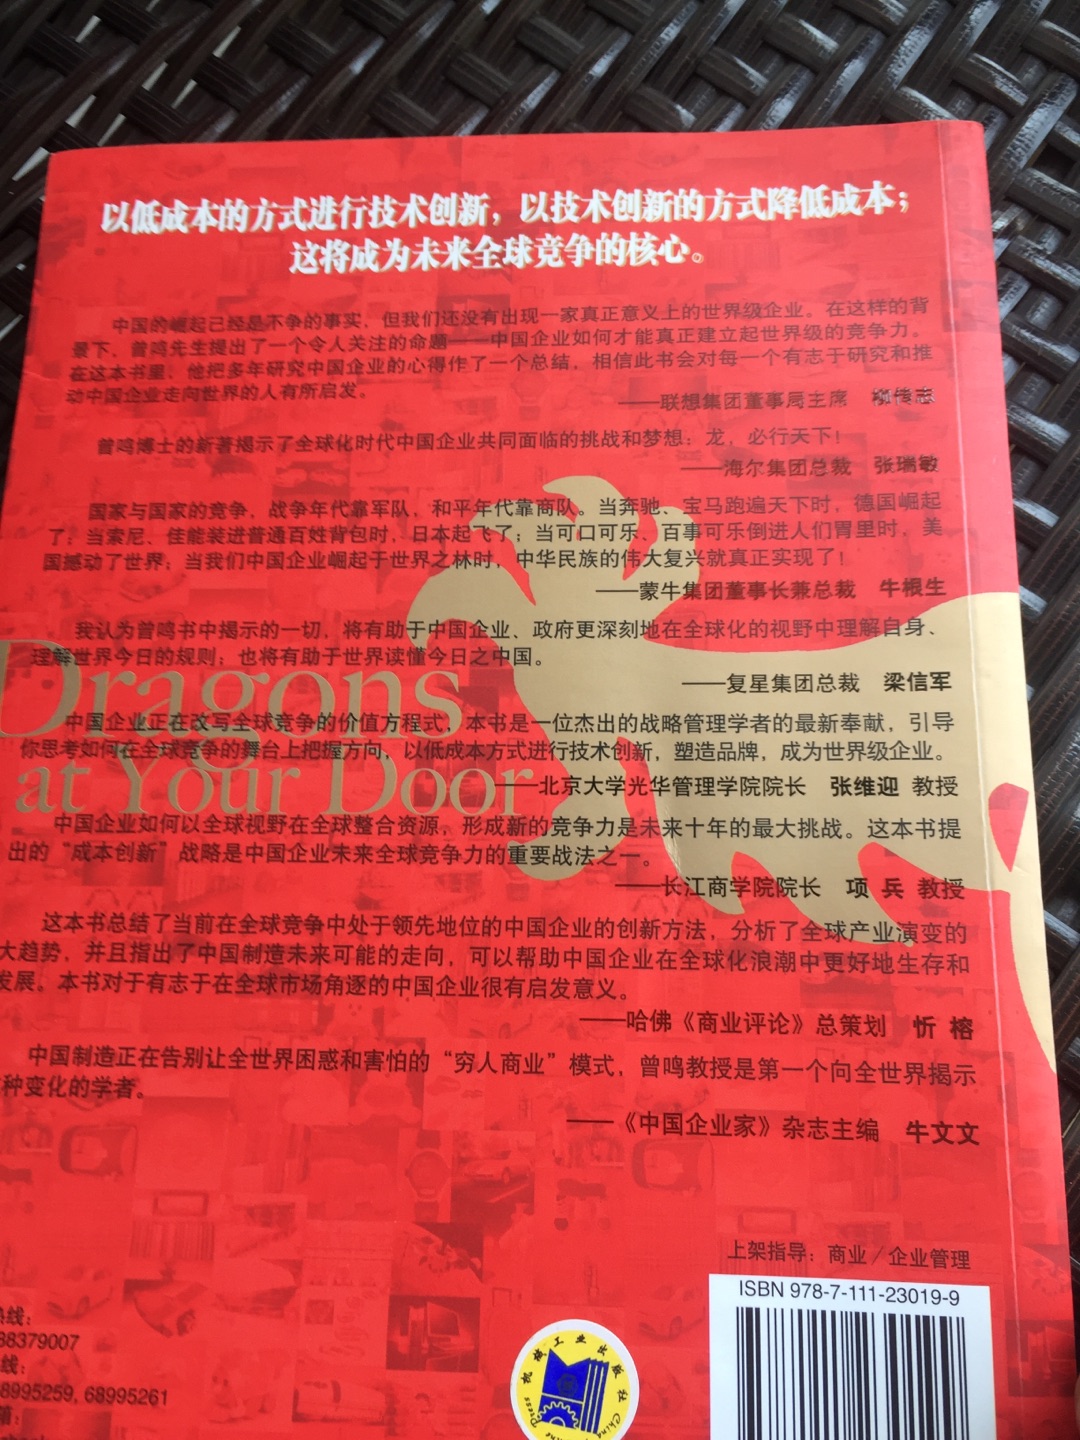 以低成本的方式进行技术创新，以技术创新的方式降低成本；
这将成为未来全球竞争的核心。
中国的崛起已经是不争的事实，但我们还没有出现一家真正意义上的世界级企业。在这样的背
景下，曾鸣先生提出了一个令人关注的命题——中国企业如何才能真正建立起世界级的竞争力。
在这本书里，他把多年研究中国企业的心得作了一个总结，相信此书会对每一个有志于研究和推
动中国企业走向世界的人有所启发。
——联想集团董事局主席 柳传志
曾鸣博士的新著揭示了全球化时代中国企业共同面临的挑战和梦想：龙，必行天下！
——海尔集团总裁 张瑞敏
国家与国家的竞争，战争年代靠军队，和平年代靠商队。当奔驰、宝马跑遍天下时，德国崛起
了；当索尼、佳能装进普通百姓背包时，日本起飞了；当可口可乐、百事可乐倒进人们胃里时，美
国撼动了世界；当我们中国企业崛起于世界之林时，中华民族的伟大复兴就真正实现了！
——蒙牛集团董事长兼总裁 牛根生
我认为曾鸣书中揭示的一切，将有助于中国企业、政府更深刻地在全球化的视野中理解自身、
理解世界今日的规则；也将有助于世界读懂今日之中国。
——复星集团总裁 梁信军
Dragons
at Your Door
中国企业正在改写全球竞争的价值方程式，本书是一位杰出的战略管理学者的最新奉献，引导
你思考如何在全球竞争的舞台上把握方向，以低成本方式进行技术创新，塑造品牌，成为世界级企业。
——北京大学光华管理学院院长 张维迎 教授
中国企业如何以全球视野在全球整合资源，形成新的竞争力是未来十年的最大挑战。这本书提
出的“成本创新”战略是中国企业未来全球竞争力的重要战法之一。
——长江商学院院长 项 兵 教授
这本书总结了当前在全球竞争中处于领先地位的中国企业的创新方法，分析了全球产业演变的
大趋势，并且指出了中国制造未来可能的走向，可以帮助中国企业在全球化浪潮中更好地生存和
发展。本书对于有志于在全球市场角逐的中国企业很有启发意义。
——哈佛《商业评论》总策划 忻 榕
中国制造正在告别让全世界困惑和害怕的“穷人商业”模式，曾鸣教授是第一个向全世界揭示
种变化的学者。
——《中国企业家》杂志主编 牛文文
上架指导：商业／企业管理
ISBN 978-7-111-23019-9
热线：
88379007
线：
8995259, 68995261
箱：
机械工业出版社
China Machine Press